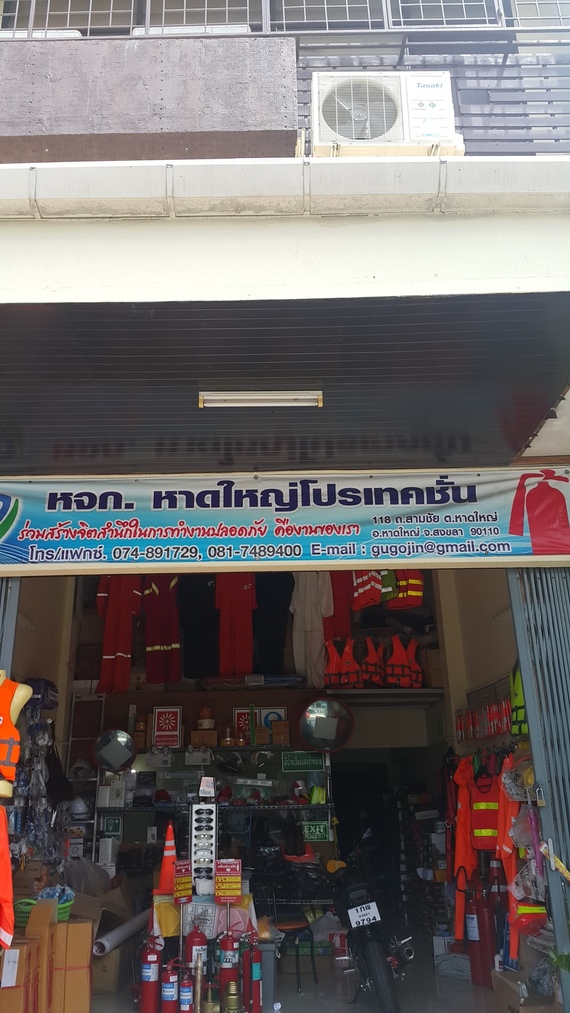 Tasaki
หจก. หาดใหญ่โปรเทคชั่น
ร่วมสร้างจิตสำนึกในการทำงานปลอดภัย คืองานของเรา
118 ถ.สามชัย ต.หาดใหญ่
อ.หาดใหญ่ จ.สงขลา 90110
โทร/แฟกซ์. 074-891729, 081-7489400 E-mail : gugojin@gmail.com
EXIT
9794